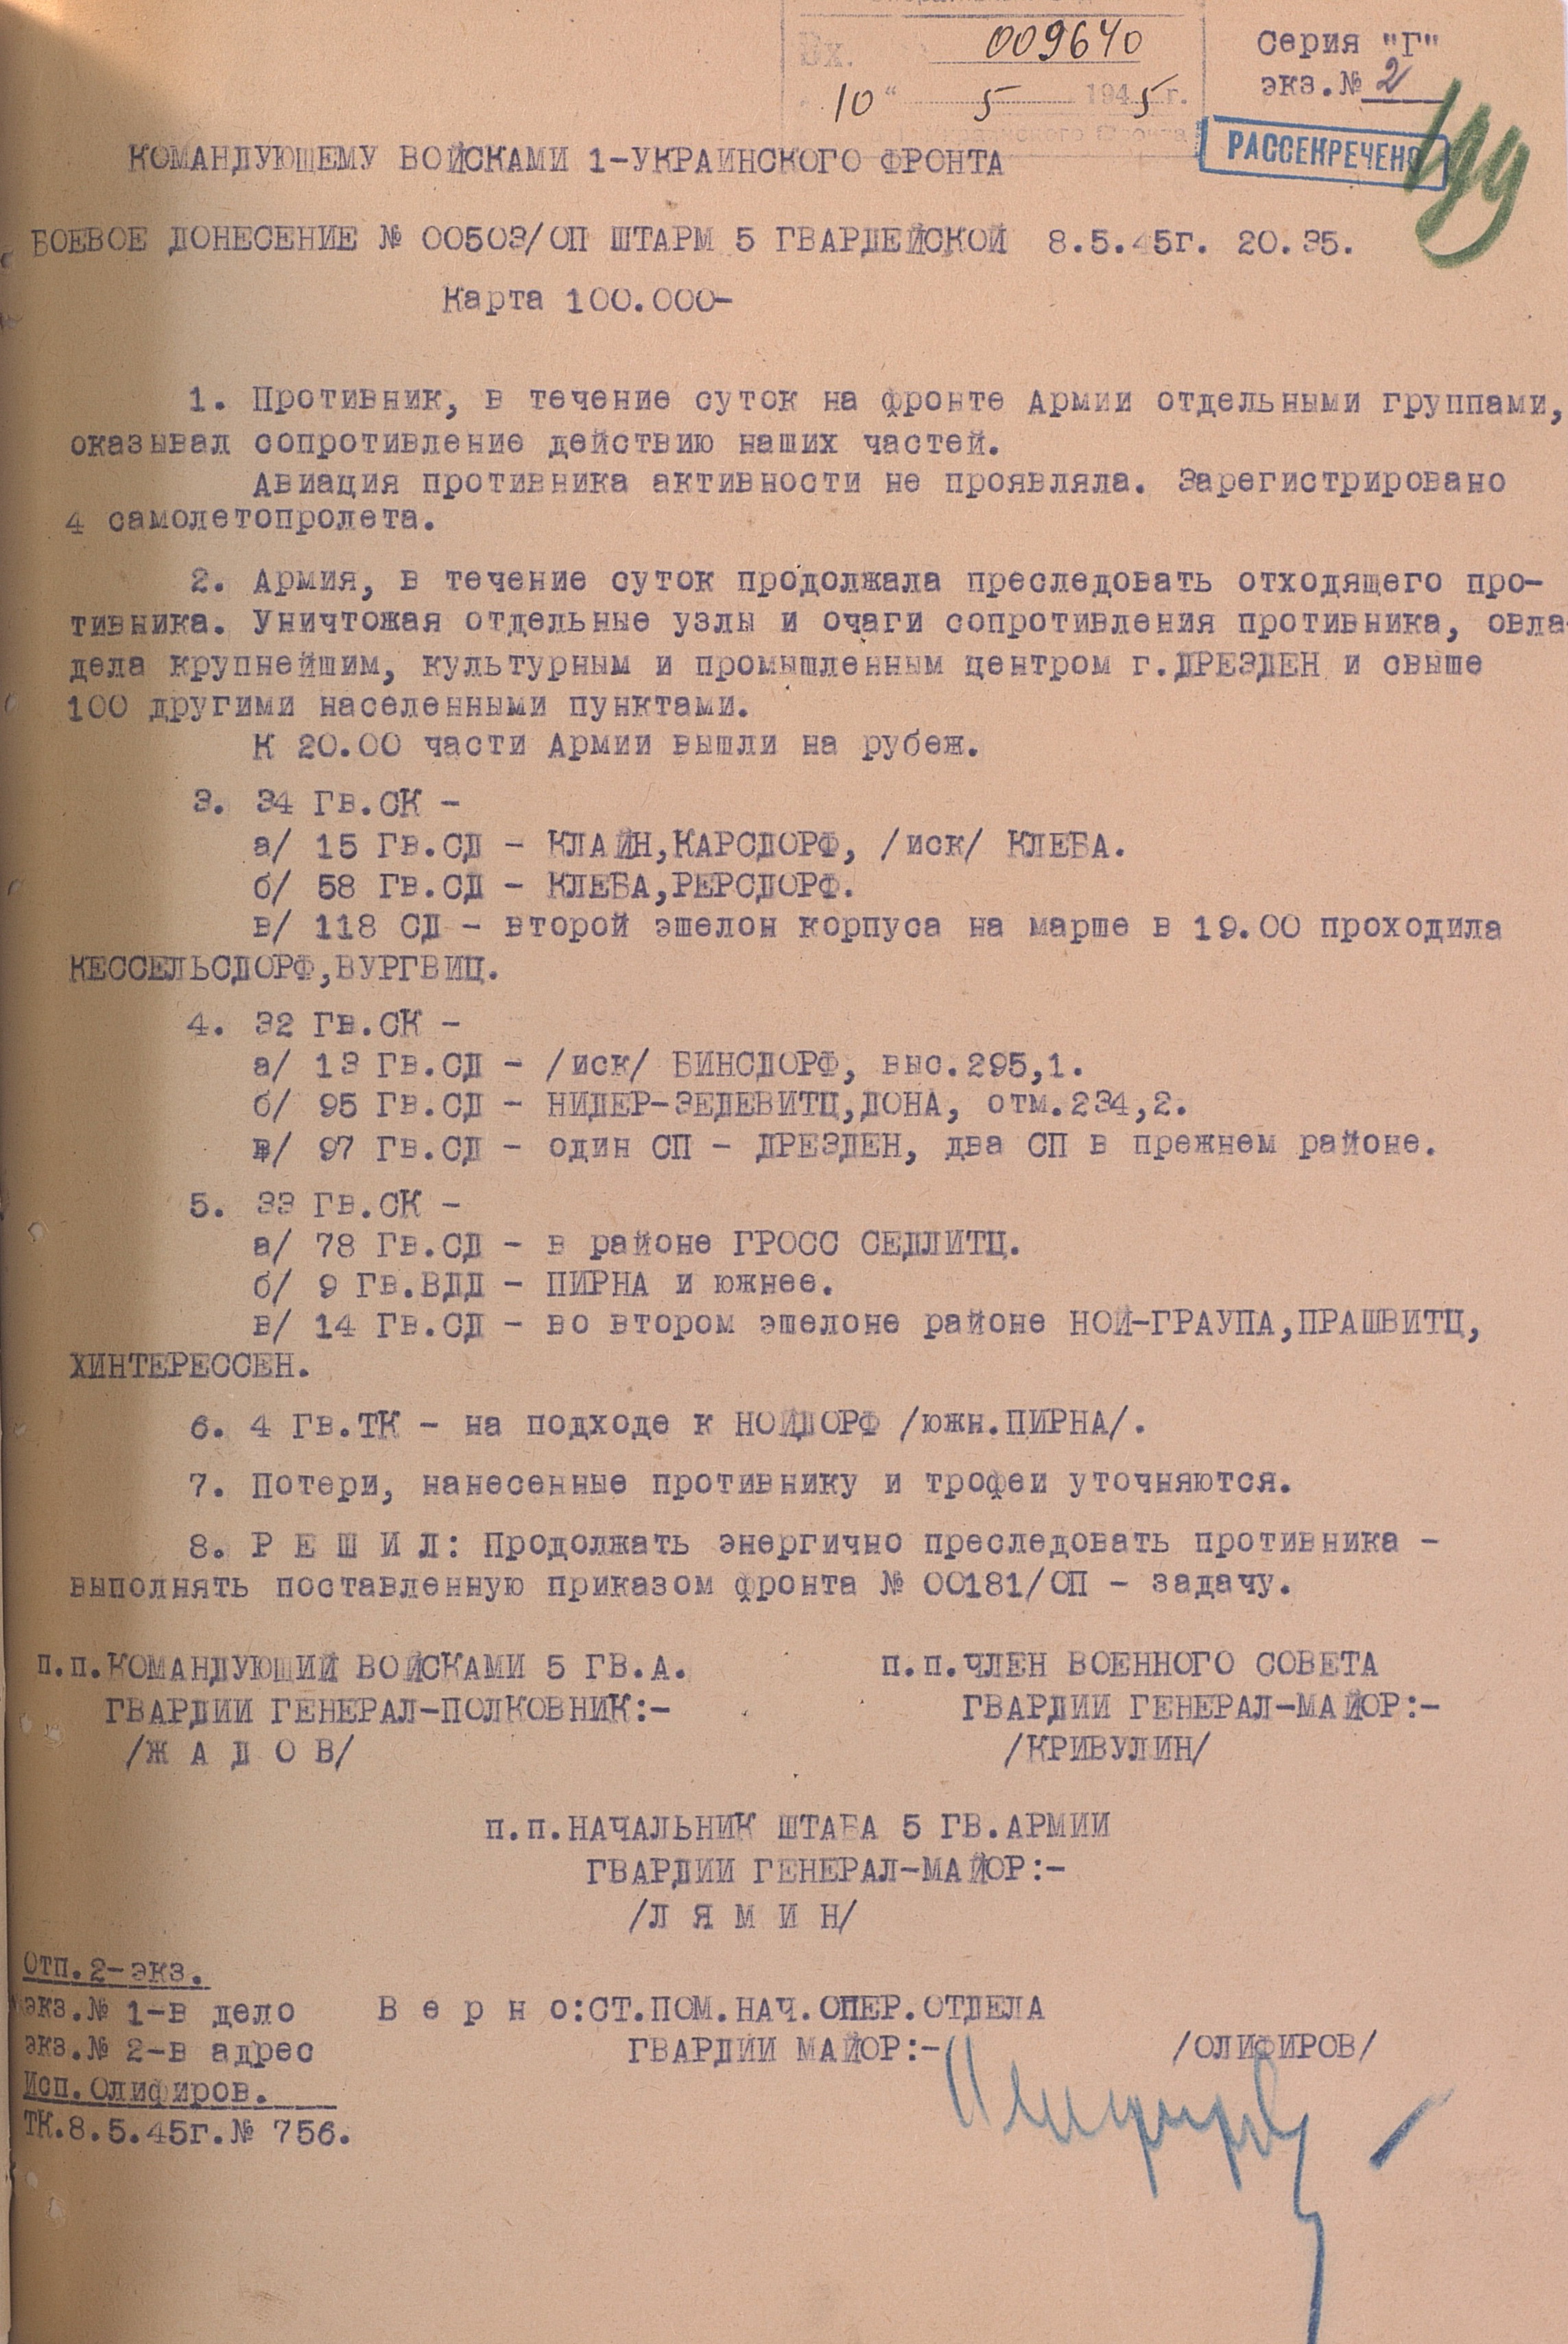 Вх. 009640
10" 5 1945г.
Серия "Г"
экз.№ 2
РАССЕКРЕЧЕНО
КОМАНДУЮЩЕМУ ВОЙСКАМИ 1-УКРАИНСКОГО ФРОНТА
БОЕВОЕ ДОНЕСЕНИЕ № 00503/ОП ШТАРМ 5 ГВАРДЕЙСКОЙ 8.5.45г. 20.35.
Карта 100.000-
1. Противник, в течение суток на фронте Армии отдельными группами,
оказывал сопротивление действию наших частей.
Авиация противника активности не проявляла. Зарегистрировано
4 самолетопролета.
2. Армия, в течение суток продолжала преследовать отходящего про-
тивника. Уничтожая отдельные узлы и очаги сопротивления противника, овла-
дела крупнейшим, культурным и промышленным центром г.ДРЕЗДЕН и свыше
100 другими населенными пунктами.
К 20.00 части Армии вышли на рубеж.
3. 34 Гв.СК -
а/ 15 Гв.СД - КЛАЙН,КАРСДОРФ, /иск/ КЛЕБА.
б/ 58 Гв.СД - КЛЕБА,РЕРСДОРФ.
в/ 118 СД - второй эшелон корпуса на марше в 19.00 проходила
КЕССЕЛЬСДОРФ,ВУРГВИЦ.
4. 32 Гв.СК -
а/ 13 Гв.СД - /иск/ БИНСДОРФ, выс.295,1.
б/ 95 Гв.СД - НИДЕР-ЗЕДЕВИТЦ,ДОНА, отм.234,2.
в/ 97 Гв.СД - один СП - ДРЕЗДЕН, два СП в прежнем районе.
5. 33 Гв.СК -
а/ 78 Гв.СД - в районе ГРОСС СЕДЛИТЦ.
б/ 9 Гв.ВДД - ПИРНА и южнее.
в/ 14 Гв.СД - во втором эшелоне районе НОЙ-ГРАУПА,ПРАШВИТЦ,
ХИНТЕРЕССЕН.
6. 4 Гв.ТК - на подходе к НОЙДОРФ /южн.ПИРНА/.
7. Потери, нанесенные противнику и трофеи уточняются.
8. Р Е Ш И Л: Продолжать энергично преследовать противника -
выполнять поставленную приказом фронта № 00181/ОП - задачу.
п.п.КОМАНДУЮЩИЙ ВОЙСКАМИ 5 ГВ.А.
ГВАРДИИ ГЕНЕРАЛ-ПОЛКОВНИК:-
/Ж А Д О В/
п.п.ЧЛЕН ВОЕННОГО СОВЕТА
ГВАРДИИ ГЕНЕРАЛ-МАЙОР:-
/КРИВУЛИН/
п.п.НАЧАЛЬНИК ШТАБА 5 ГВ.АРМИИ
ГВАРДИИ ГЕНЕРАЛ-МАЙОР:-
/Л Я М И Н/
Отп.2-экз.
экз.№ 1-в дело
экз.№ 2-в адрес
Исп.Олифиров.
ТК.8.5.45г.№ 756.
В е р н о:СТ.ПОМ.НАЧ.ОПЕР.ОТДЕЛА
ГВАРДИИ МАЙОР:- /ОЛИФИРОВ/